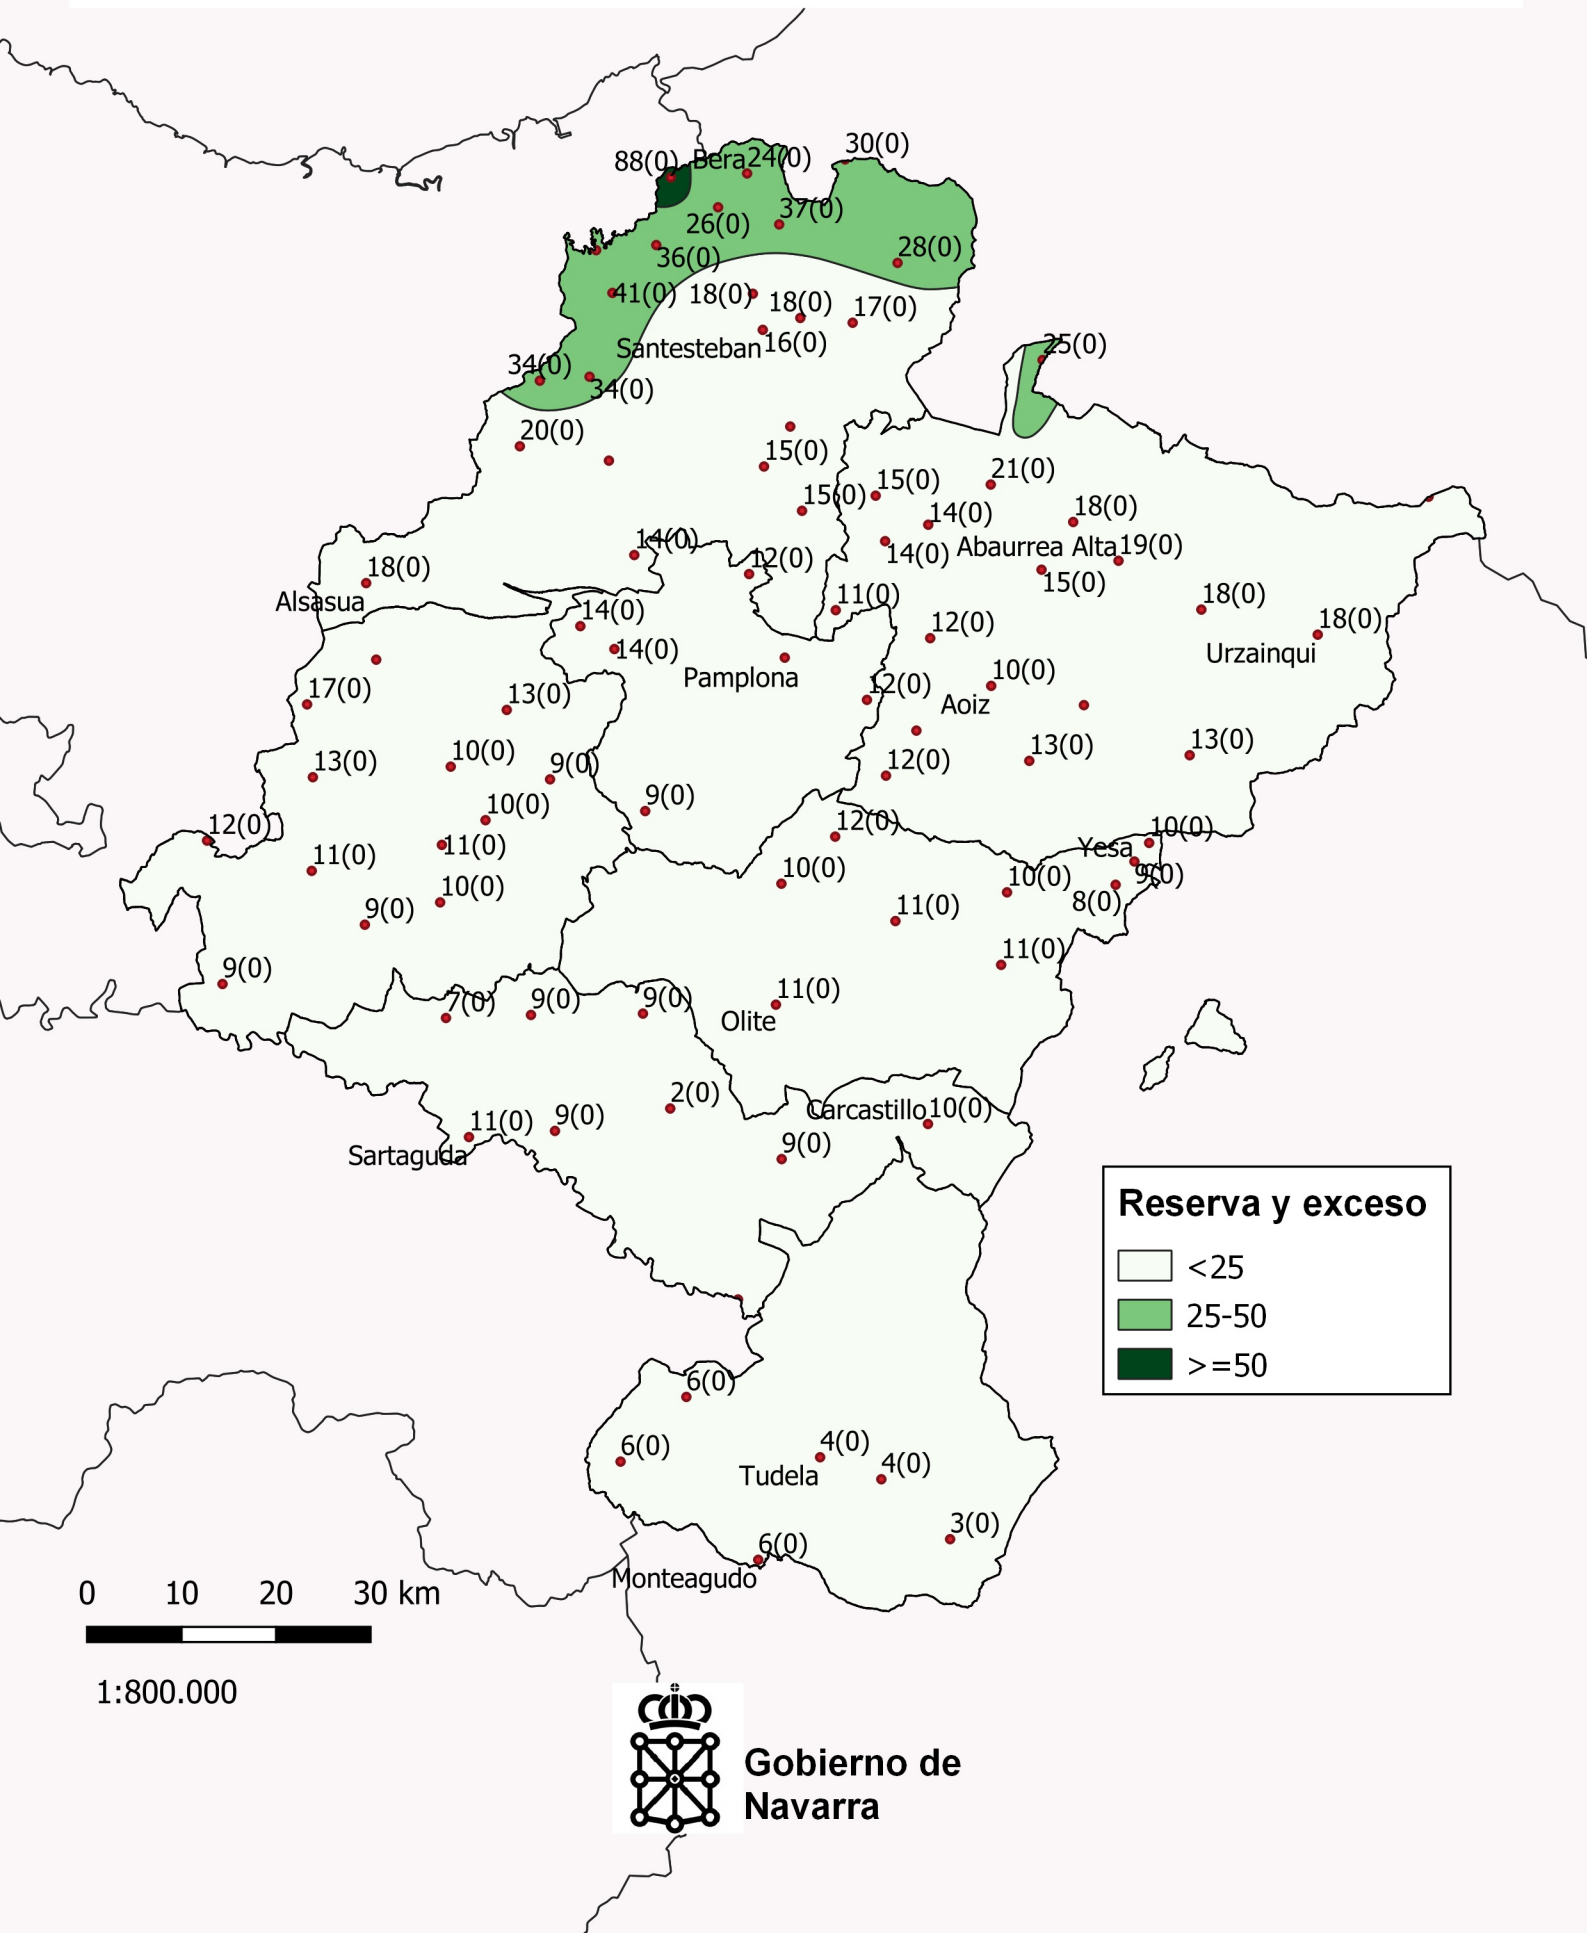 30(0)
88(0) Bera 24(0)
26(0) 37(0)
36(0) 28(0)
41(0) 18(0) 18(0) 17(0)
Santesteban 16(0) 25(0)
34(0) 34(0)
20(0)
15(0) 21(0)
15(0) 15(0) 14(0) 18(0)
14(0) 14(0) Abaurrea Alta 19(0)
18(0) 12(0) 15(0)
Alsasua 14(0) 11(0) 18(0)
12(0) 18(0)
14(0) Urzainqui
Pamplona 12(0) 10(0)
17(0) 13(0) Aoiz
13(0) 10(0) 9(0) 12(0) 13(0) 13(0)
10(0) 9(0)
12(0) 12(0) 10(0)
11(0) 11(0) Yesa
10(0) 10(0) 10(0) 9(0)
9(0) 11(0) 8(0)
9(0) 11(0)
7(0) 9(0) 9(0) 11(0)
Olite
2(0) Carcastillo 10(0)
11(0) 9(0) 9(0)
Sartaguda
Reserva y exceso
<25
25-50
>=50
6(0)
6(0) 4(0) 4(0)
Tudela
3(0)
6(0)
Monteagudo
0 10 20 30 km
1:800.000
Gobierno de
Navarra